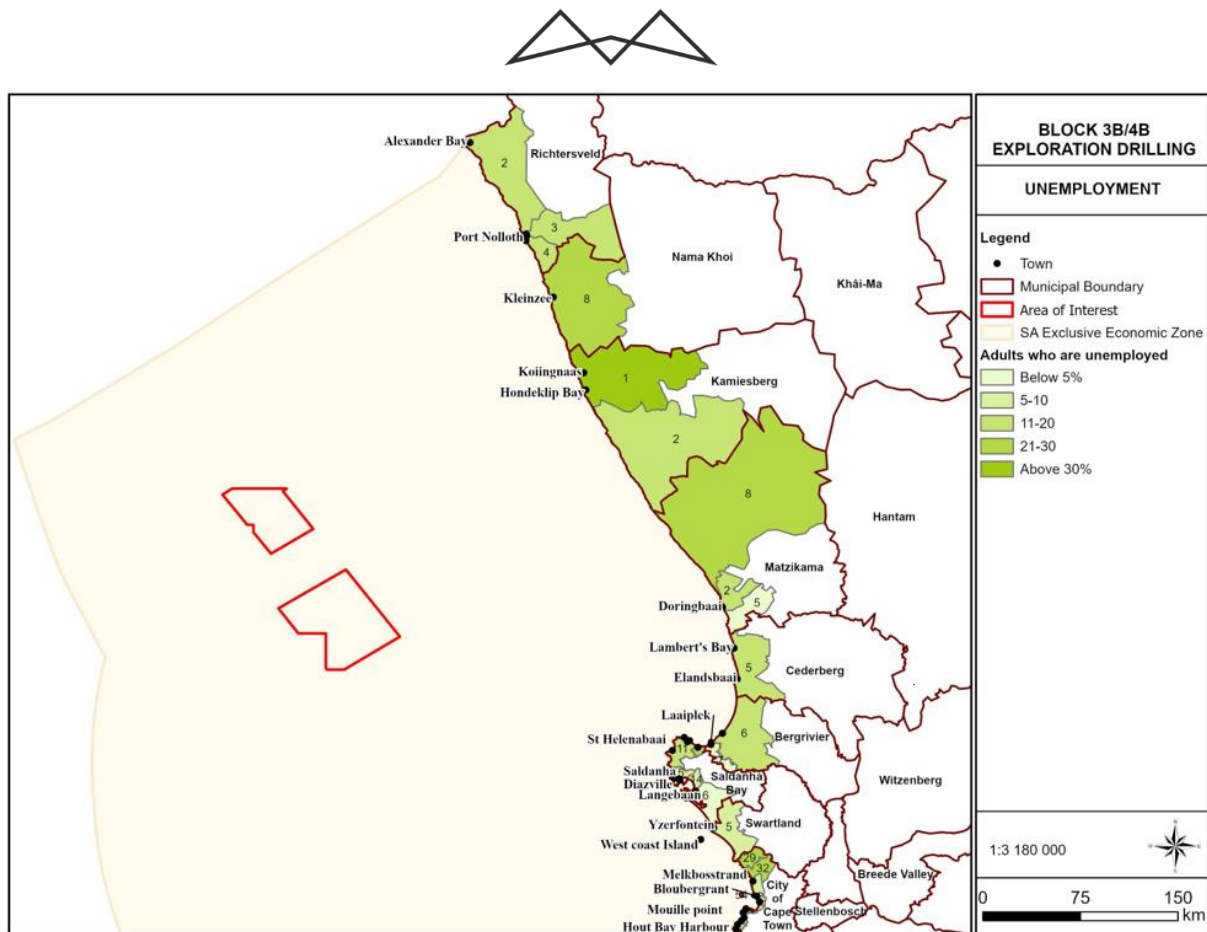 Alexander Bay
Richtersveld
2
3
Port Nolloth
4
Nama Khoi
Khâi-Ma
Kleinzee
8
Koiingnaas
1
Kamiesberg
Hondeklip Bay
2
8
Hantam
Matzikama
2
5
Doringbaai
Lambert's Bay
5
Cederberg
Elandsbaai
Laaiplek
6
Bergrivier
St Helenabaai
11
Saldanha
5
Saldanha
Bay
Witzenberg
Diazville
Langebaan
6
Swartland
Yzerfontein
5
West coast Island
29
32
Melkbosstrand
Breede Valley
Bloubergrant
City
of
Cape
Town
Stellenbosch
Mouille point
Hout Bay Harbour
BLOCK 3B/4B
EXPLORATION DRILLING
UNEMPLOYMENT
Legend
Town
Municipal Boundary
Area of Interest
SA Exclusive Economic Zone
Adults who are unemployed
Below 5%
5-10
11-20
21-30
Above 30%
1:3 180 000
0 75 150
km